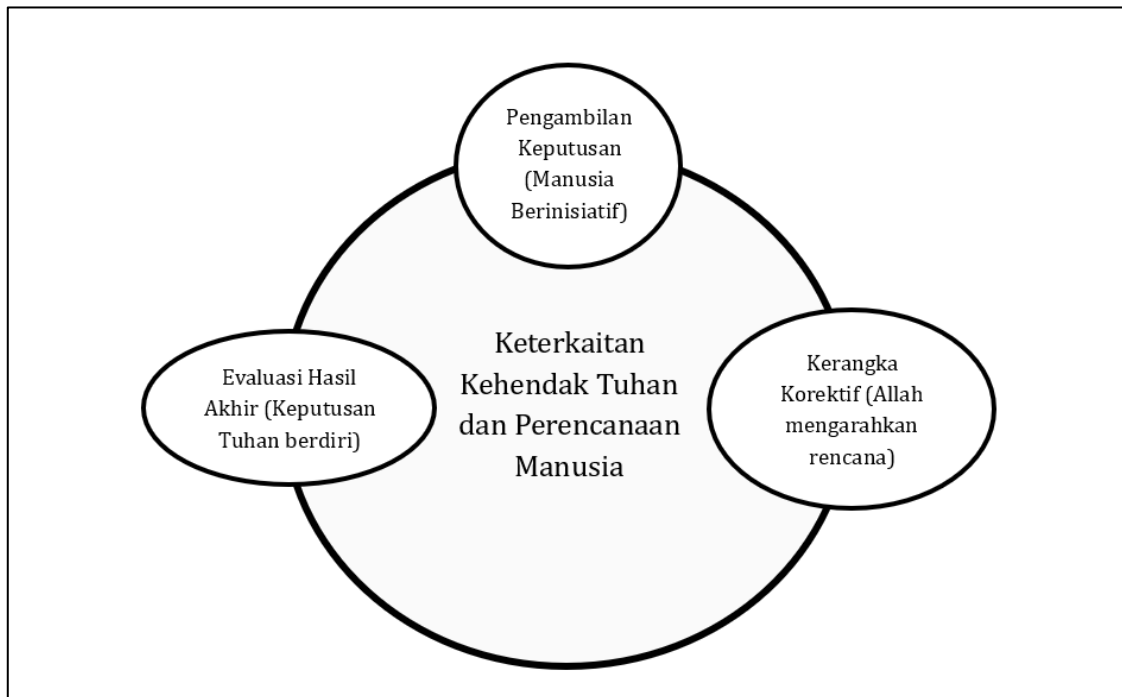 Pengambilan
Keputusan
(Manusia
Berinisiatif)
Keterkaitan
Kehendak Tuhan
dan Perencanaan
Manusia
Evaluasi Hasil
Akhir (Keputusan
Tuhan berdiri)
Kerangka
Korektif (Allah
mengarahkan
rencana)